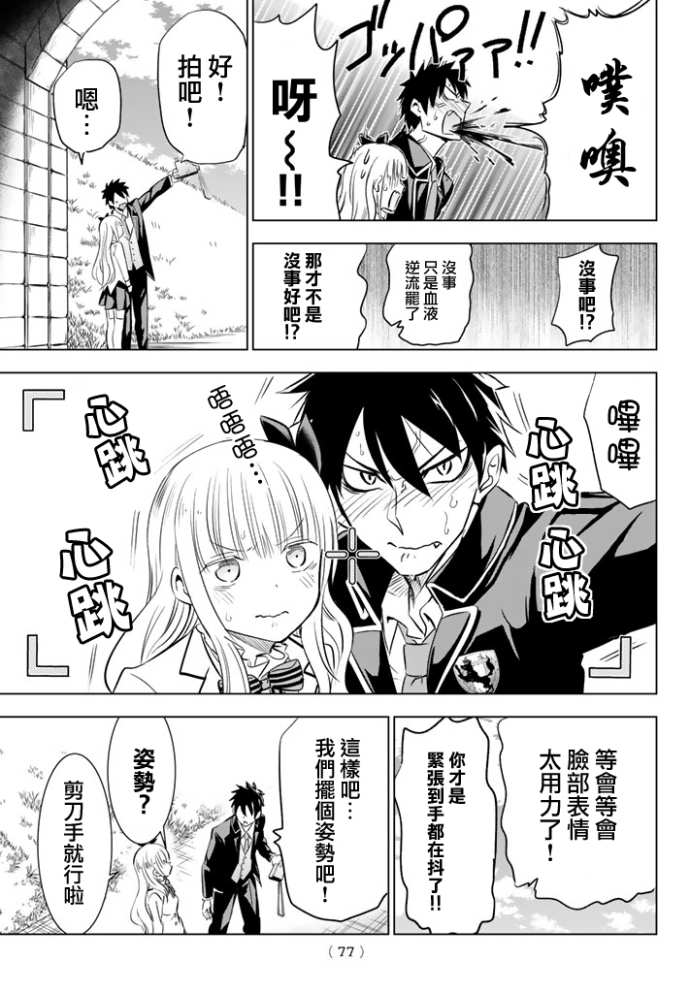 ゴッパァァ!!
噗噢
呀～!!
好!
拍吧!
嗯…
沒事吧!?
沒事
只是血液
逆流罷了
那才不是
沒事好吧!?
嗶嗶
心跳
心跳
唔唔唔…
心跳
心跳
等會等會
臉部表情
太用力了!
你才是
緊張到手都在抖了!!
這樣吧…
我們擺個姿勢吧!
姿勢?
剪刀手就行啦
(77)